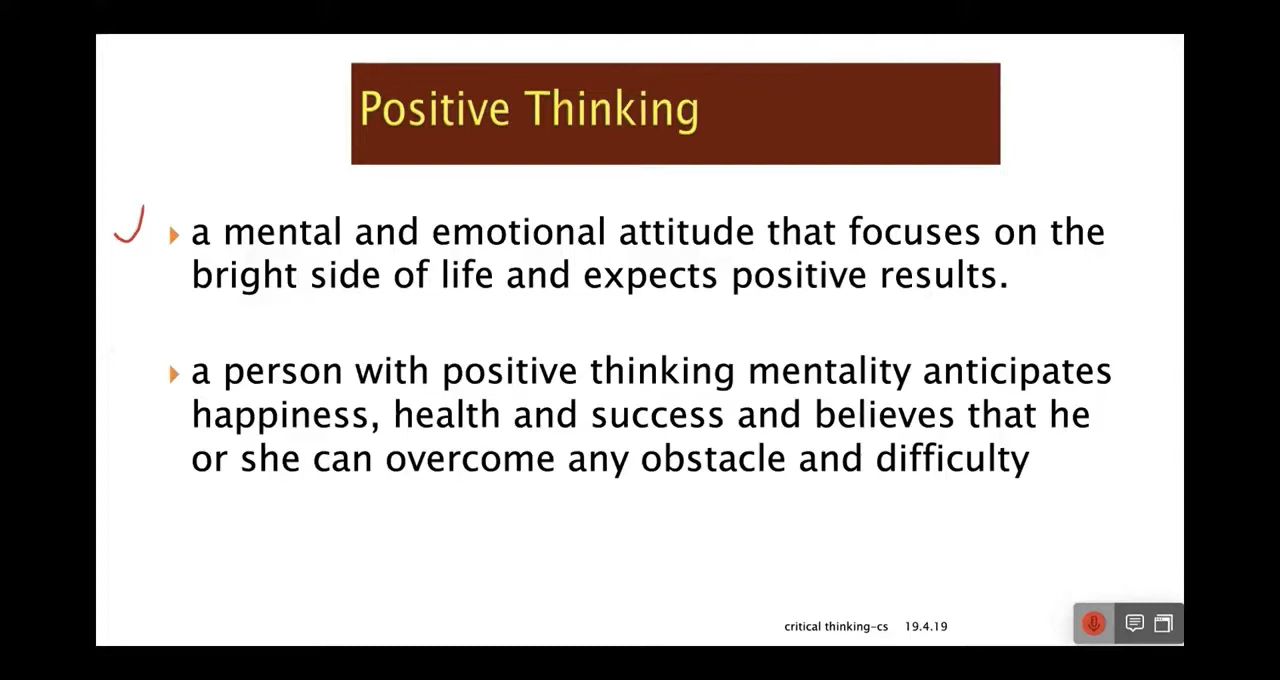 Positive Thinking
a mental and emotional attitude that focuses on the
bright side of life and expects positive results.
a person with positive thinking mentality anticipates
happiness, health and success and believes that he
or she can overcome any obstacle and difficulty
critical thinking-cs 19.4.19